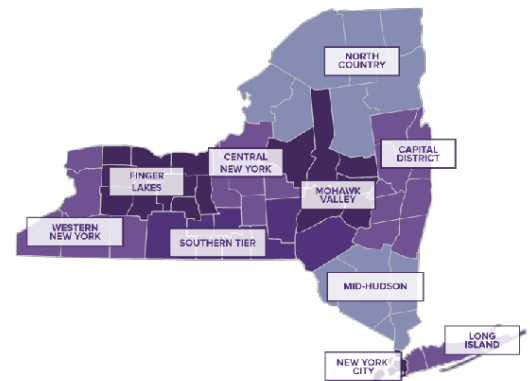 NORTH
COUNTRY
CAPITAL
DISTRICT
CENTRAL
NEW YORK
FINGER
LAKES
MOHAWK
VALLEY
WESTERN
NEW YORK
SOUTHERN TIER
MID-HUDSON
LONG
ISLAND
NEW YORK
CITY